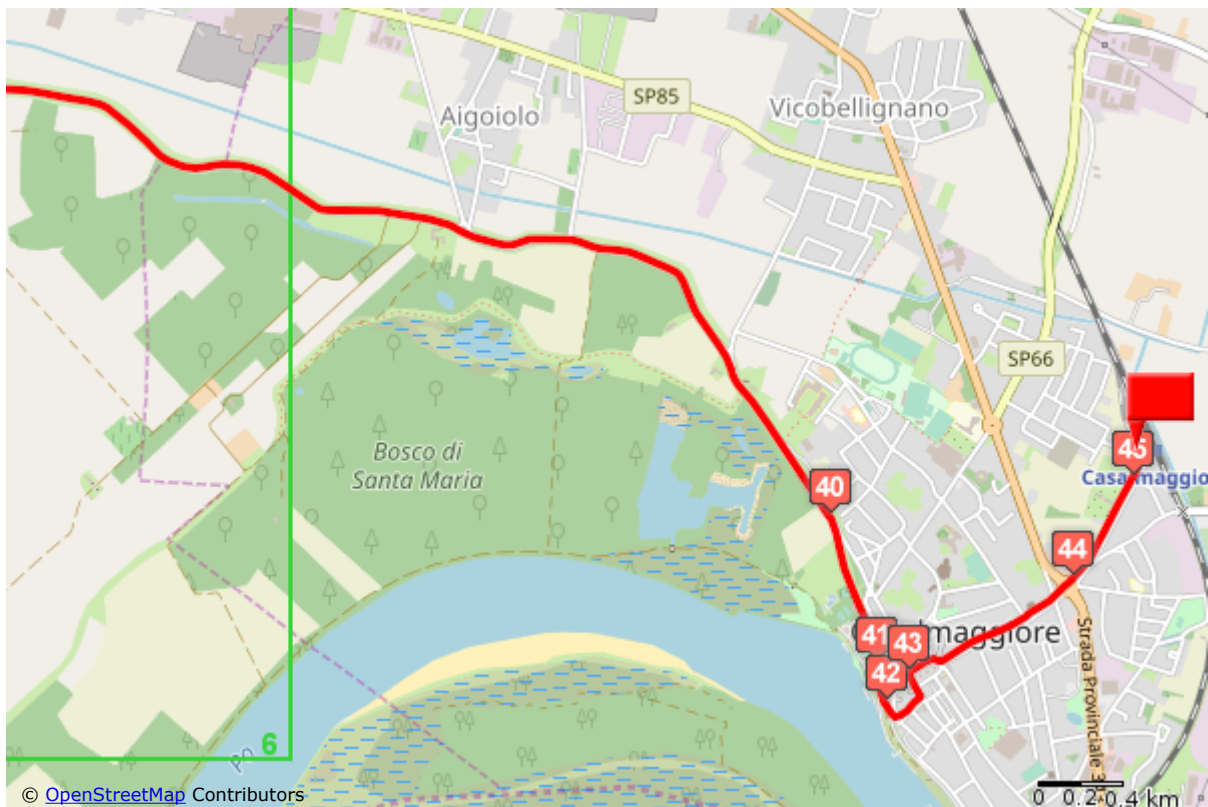 SP85
Aigoiolo
Vicobellignano
SP66
45
Bosco di
Santa Maria
40
44
41
43
42
Strada Provinciale
6
© OpenStreetMap Contributors
0 0.2 0.4 km